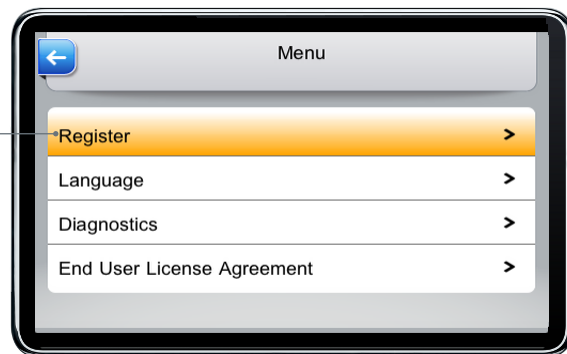 Menu
Register
Language
Diagnostics
End User License Agreement